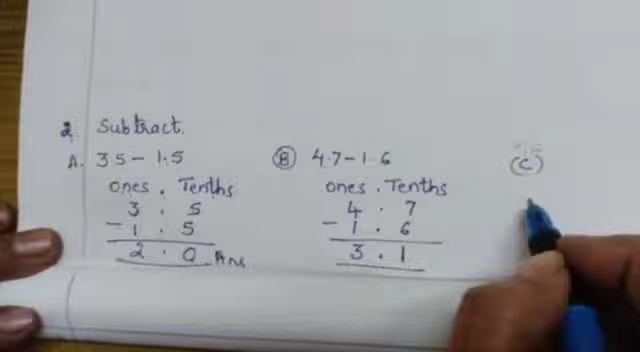 2. Subtract.
A. 3.5 - 1.5
ones . Tenths
3 . 5
- 1 . 5
2 . 0 Ans
(B) 4.7 - 1.6
ones . Tenths
4 . 7
- 1 . 6
3 . 1
(C)